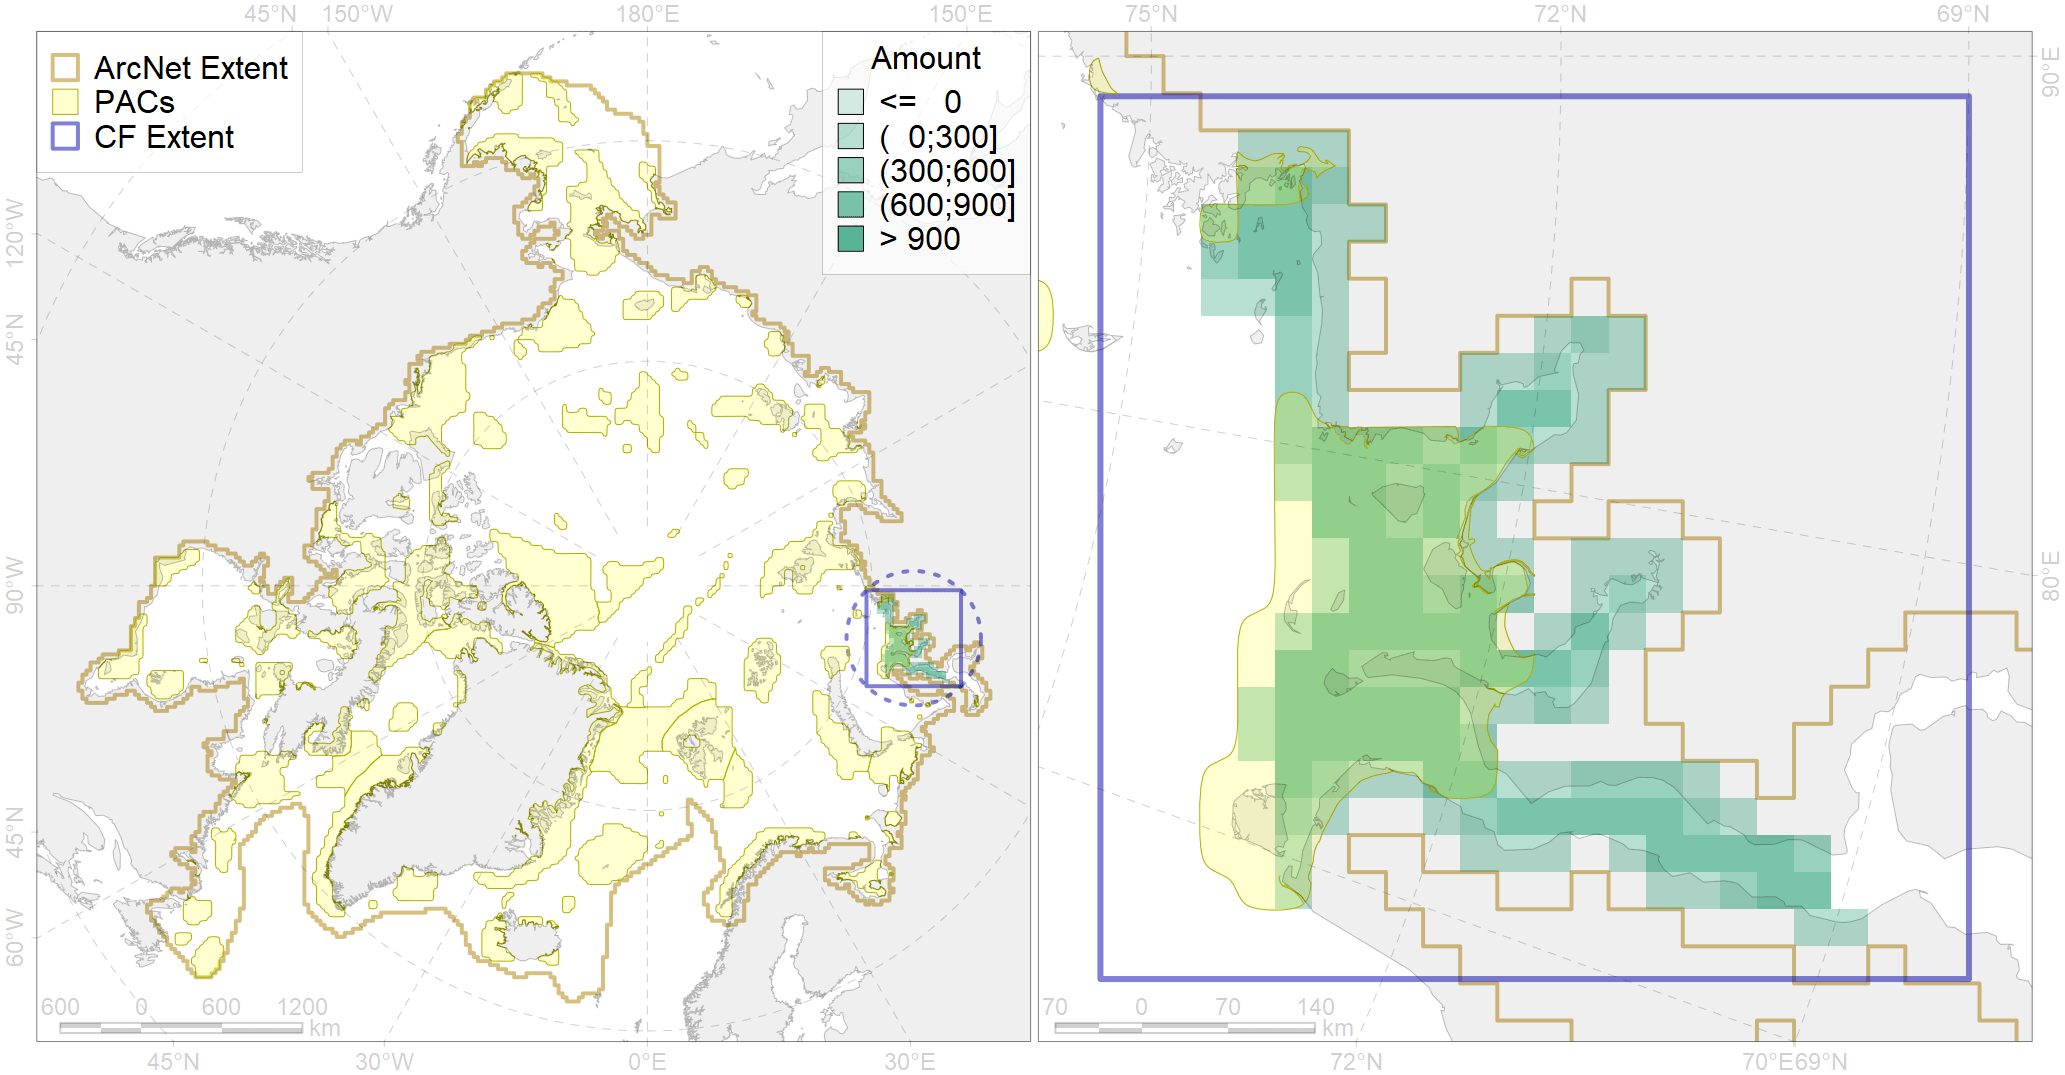 45°N 150°W 180°E 150°E 75°N 72°N 69°N
ArcNet Extent
PACs
CF Extent
Amount
<= 0
( 0;300]
(300;600]
(600;900]
> 900
120°W
45°N
90°W
45°N
60°W
90°E
80°E
600 0 600 1200
km
70 0 70 140
km
45°N 30°W 0°E 30°E 72°N 70°E69°N